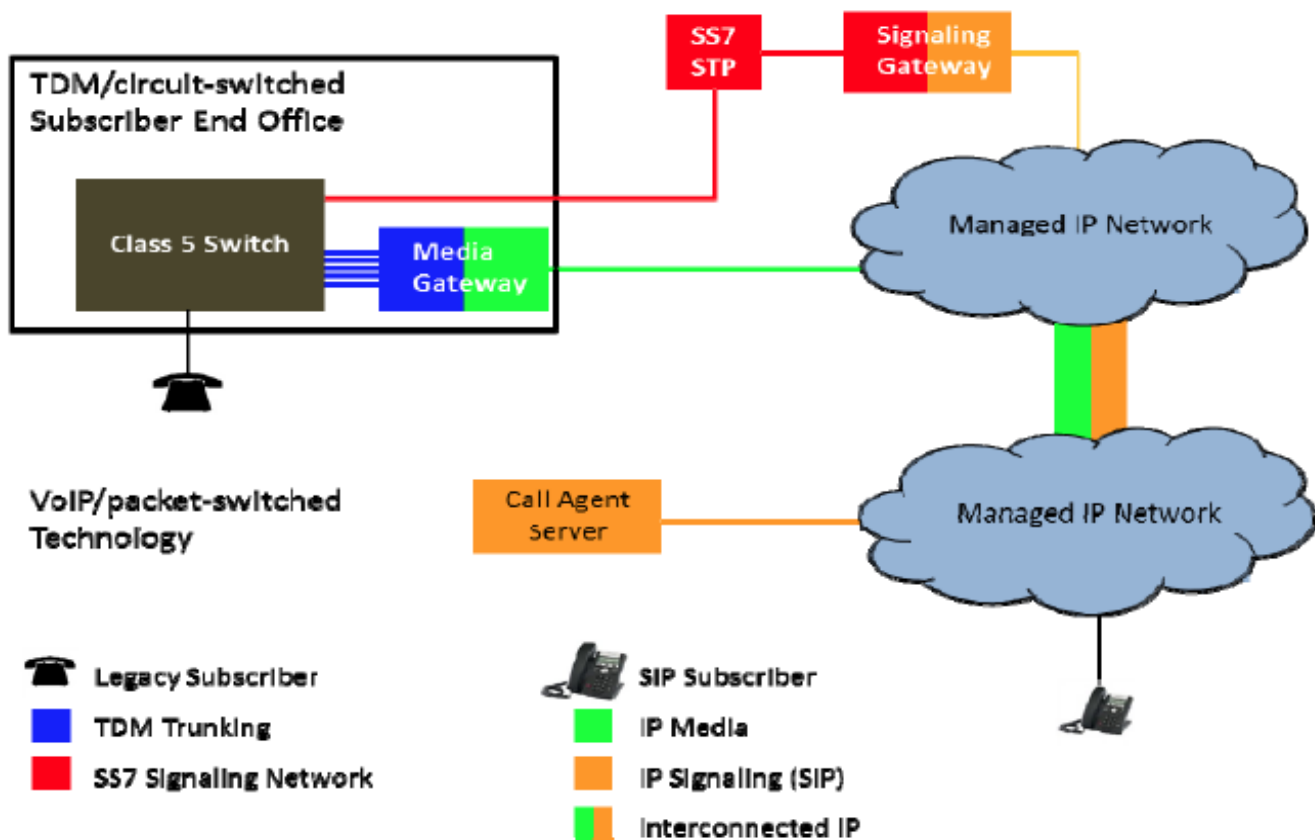 TDM/circuit-switched
Subscriber End Office
SS7
STP
Signaling
Gateway
Class 5 Switch
Media
Gateway
Managed IP Network
VoIP/packet-switched
Technology
Call Agent
Server
Managed IP Network
Legacy Subscriber
TDM Trunking
SS7 Signaling Network
SIP Subscriber
IP Media
IP Signaling (SIP)
Interconnected IP